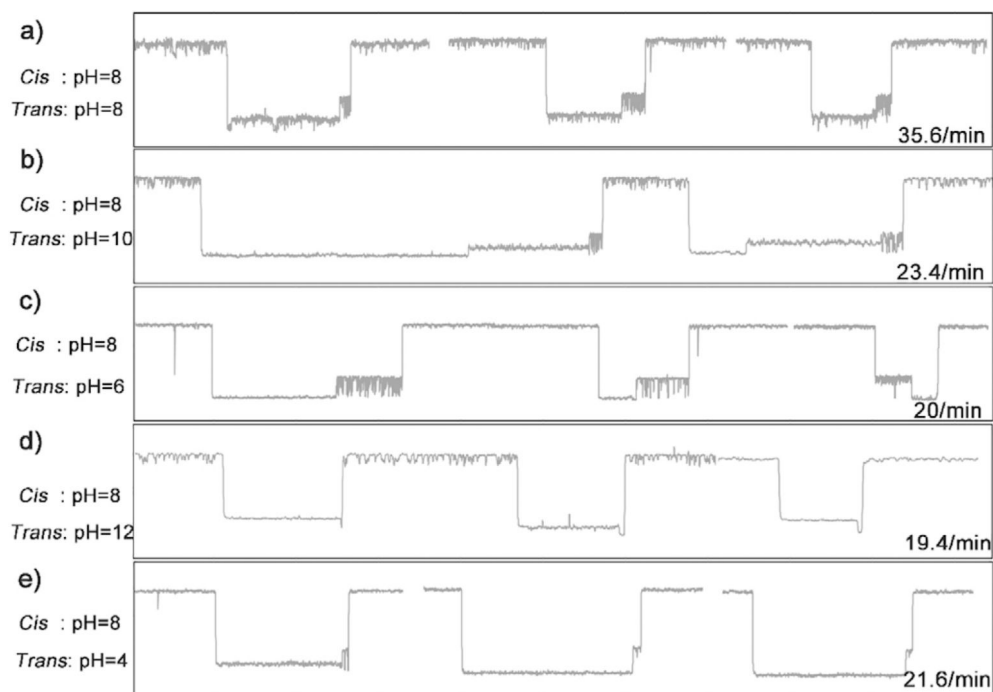 a)
Cis : pH=8
Trans: pH=8
35.6/min
b)
Cis : pH=8
Trans: pH=10
23.4/min
c)
Cis : pH=8
Trans: pH=6
20/min
d)
Cis : pH=8
Trans: pH=12
19.4/min
e)
Cis : pH=8
Trans: pH=4
21.6/min